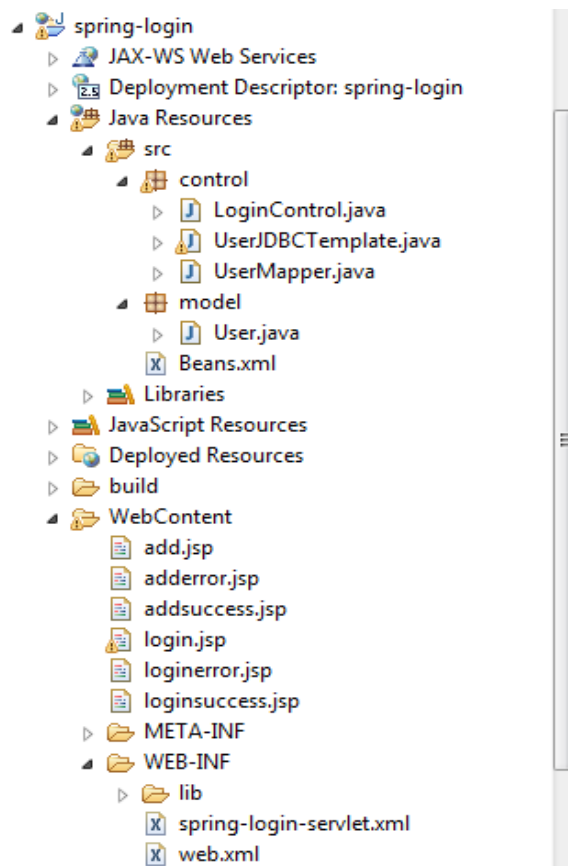 spring-login
JAX-WS Web Services
2.5 Deployment Descriptor: spring-login
Java Resources
src
control
J LoginControl.java
J UserJDBCTemplate.java
J UserMapper.java
model
J User.java
X Beans.xml
Libraries
JavaScript Resources
Deployed Resources
build
WebContent
add.jsp
adderror.jsp
addsuccess.jsp
login.jsp
loginerror.jsp
loginsuccess.jsp
META-INF
WEB-INF
lib
X spring-login-servlet.xml
X web.xml